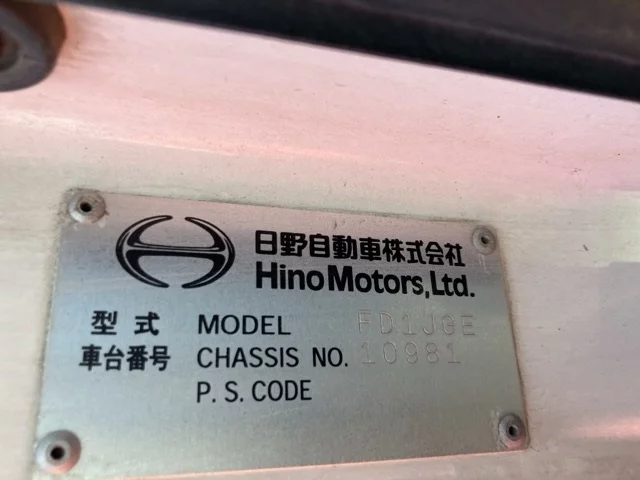 日野自動車株式会社
Hino Motors, Ltd.
型式 MODEL FD1JGE
車台番号 CHASSIS NO. 10981
P. S. CODE